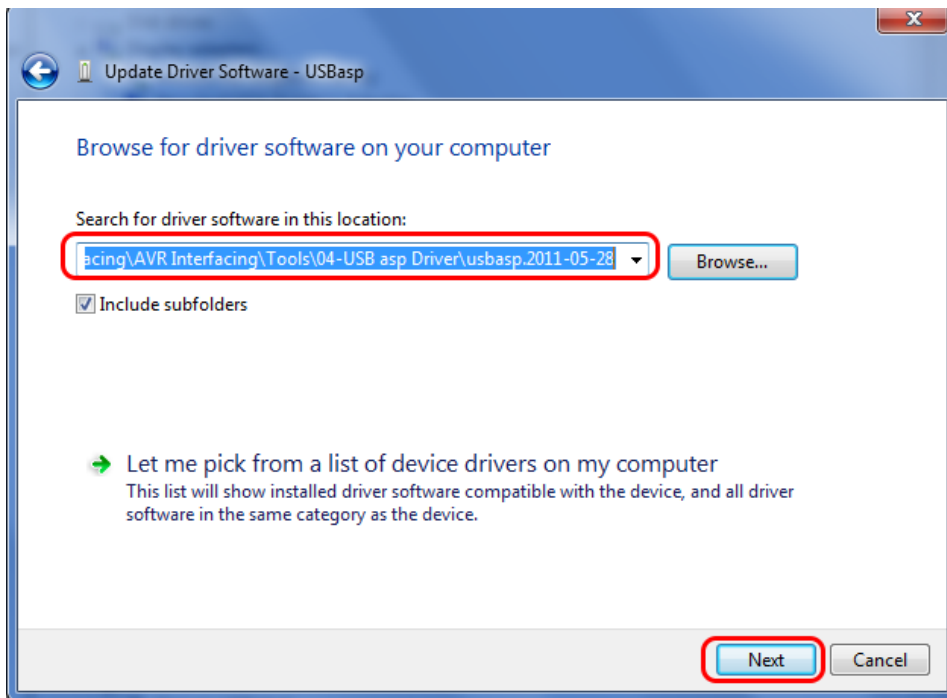 Update Driver Software - USBasp
Browse for driver software on your computer
Search for driver software in this location:
acing\AVR Interfacing\Tools\04-USB asp Driver\usbasp.2011-05-28
Browse...
Include subfolders
Let me pick from a list of device drivers on my computer
This list will show installed driver software compatible with the device, and all driver
software in the same category as the device.
Next
Cancel